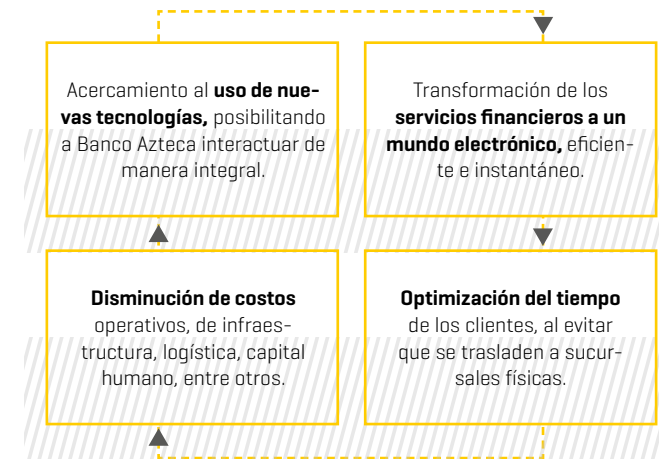 Acercamiento al uso de nue-
vas tecnologías, posibilitando
a Banco Azteca interactuar de
manera integral.
Transformación de los
servicios financieros a un
mundo electrónico, eficien-
te e instantáneo.
Disminución de costos
operativos, de infraes-
tructura, logística, capital
humano, entre otros.
Optimización del tiempo
de los clientes, al evitar
que se trasladen a sucur-
sales físicas.